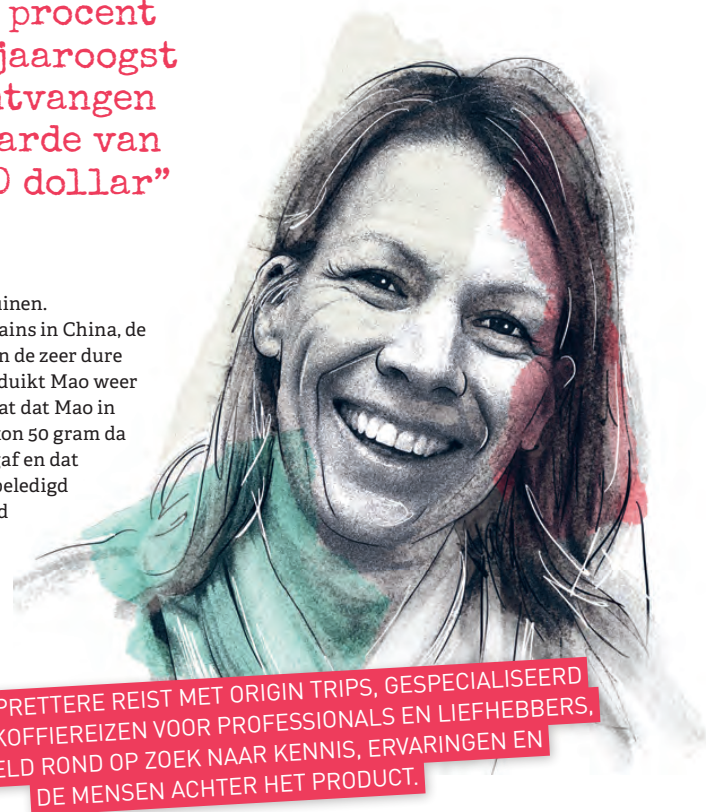 procent
jaaroogst
tvangen
arde van
0 dollar”
uinen.
ains in China, de
n de zeer dure
duikt Mao weer
at dat Mao in
on 50 gram da
gaf en dat
beledigd
d
PRETTERE REIST MET ORIGIN TRIPS, GESPECIALISEERD
KOFFIEREIZEN VOOR PROFESSIONALS EN LIEFHEBBERS,
ELD ROND OP ZOEK NAAR KENNIS, ERVARINGEN EN
DE MENSEN ACHTER HET PRODUCT.